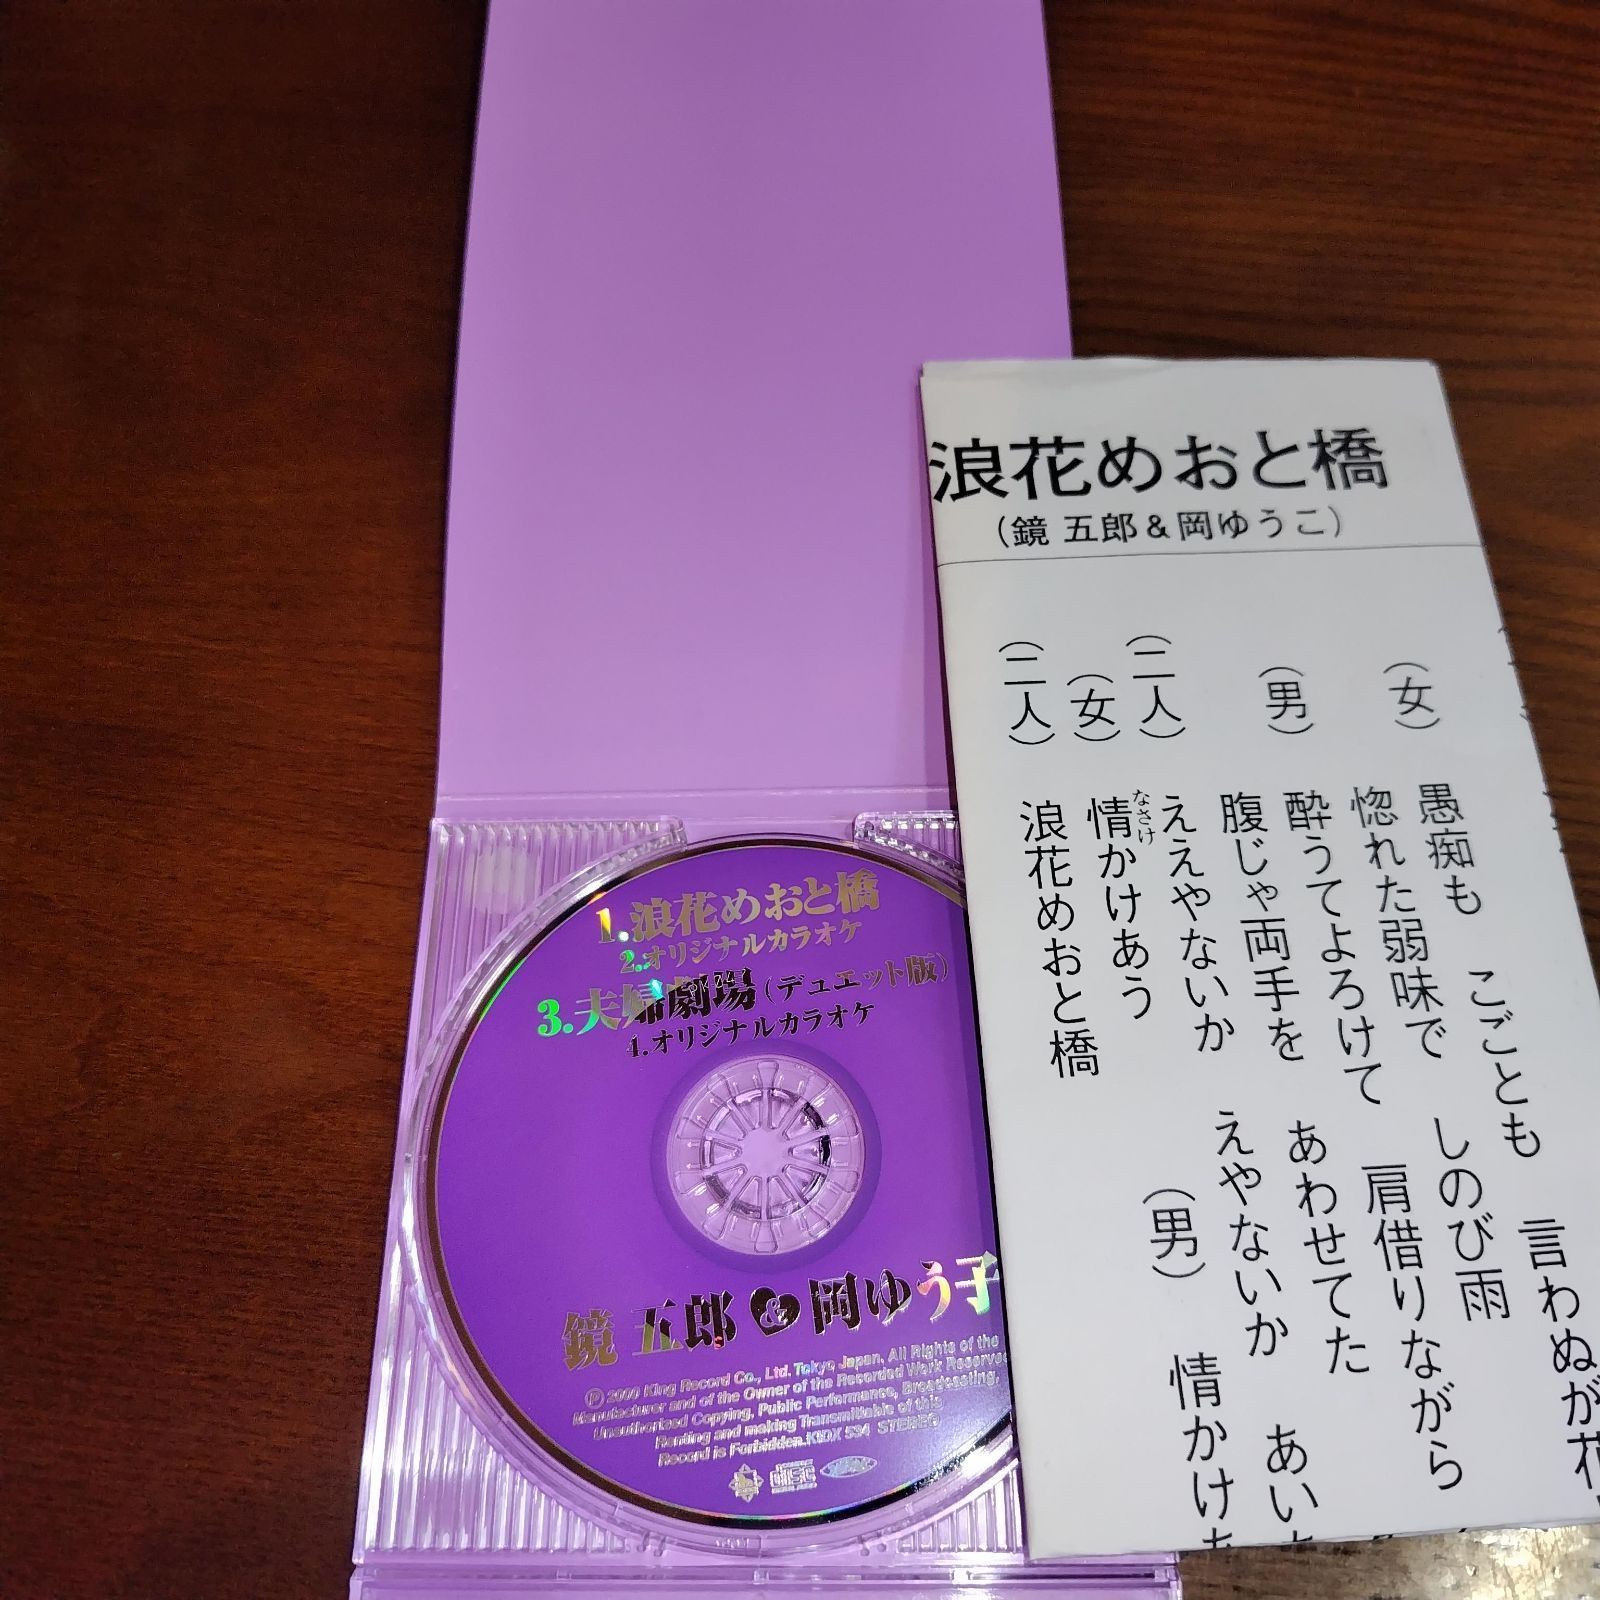 1.浪花めおと橋
2.オリジナルカラオケ
3.夫婦劇場(デュエット版)
4.オリジナルカラオケ
鏡 五郎&岡ゆう子
Ⓟ2000 King Record Co., Ltd. Tokyo Japan. All Rights of the
Manufacturer and of the Owner of the Recorded Work Reserved.
Unauthorized Copying, Public Performance, Broadcasting,
Renting and making Transmittable of this
Record is Forbidden. KIDX 534 STEREO
浪花めおと橋
(鏡 五郎&岡ゆうこ)
(女) 愚痴も こごとも 言わぬが花
惚れた弱味で しのび雨
(男) 酔うてよろけて 肩借りながら
腹じゃ両手を あわせてた
(二人) ええやないか えやないか あい
(女) 情かけあう (男) 情かけ
なさけ
(二人) 浪花めおと橋